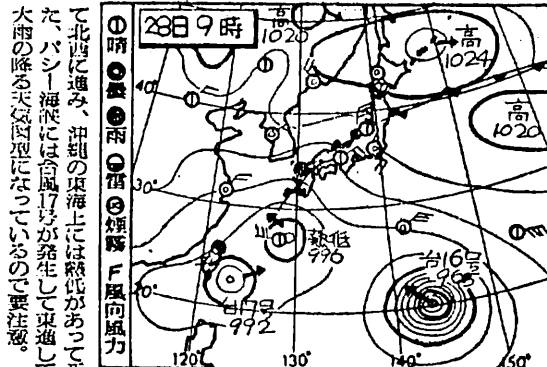 28日9時
高
1020
高
1024
高
1020
40°
30°
20°
熱低
996
台16号
965
台17号
992
120°
130°
140°
150°
①晴 ◎曇 ●雨 雷 煙霧 F風向風力
て北西に進み、沖縄の東海上には熱低があって
た、バシー海峡には台風17号が発生して東進し
大雨の降る天気図型になっているので要注意。